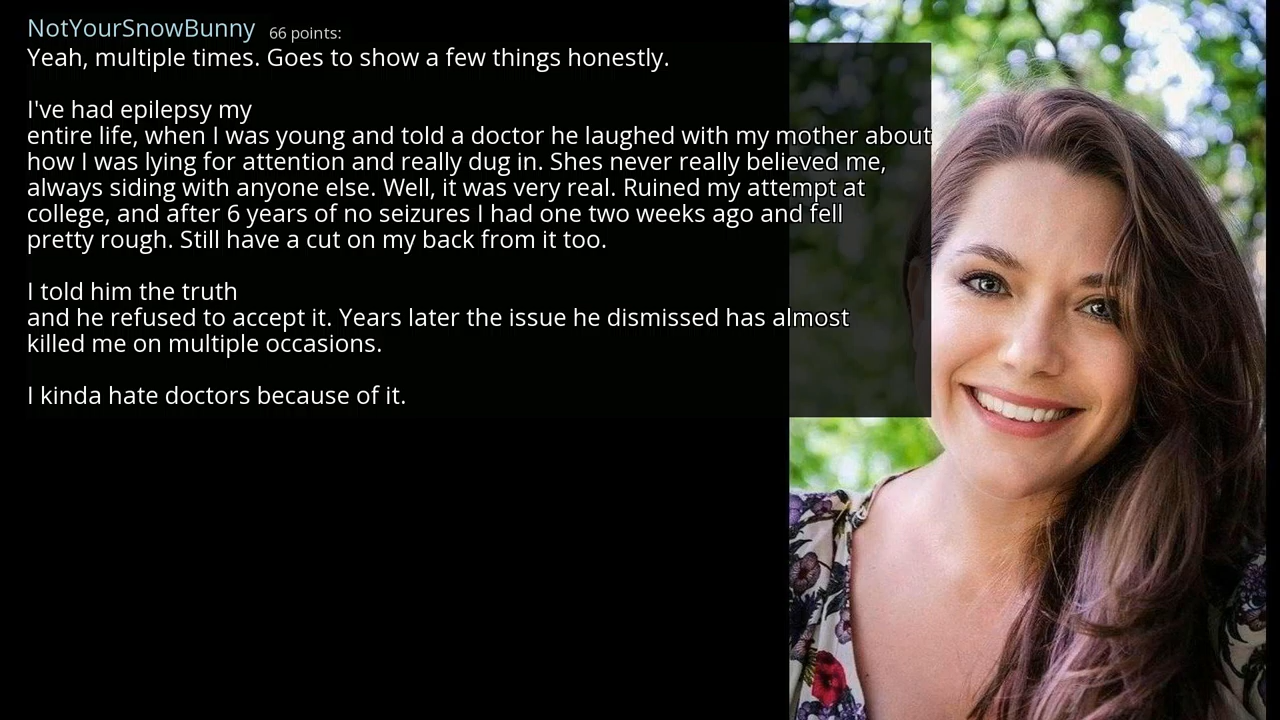 NotYourSnowBunny 66 points:
Yeah, multiple times. Goes to show a few things honestly.
I've had epilepsy my
entire life, when I was young and told a doctor he laughed with my mother about
how I was lying for attention and really dug in. Shes never really believed me,
always siding with anyone else. Well, it was very real. Ruined my attempt at
college, and after 6 years of no seizures I had one two weeks ago and fell
pretty rough. Still have a cut on my back from it too.
I told him the truth
and he refused to accept it. Years later the issue he dismissed has almost
killed me on multiple occasions.
I kinda hate doctors because of it.